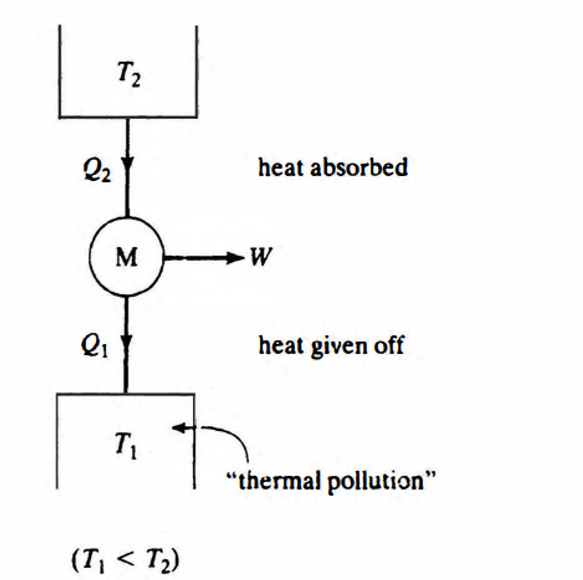 T₂
Q₂ heat absorbed
M W
Q₁ heat given off
T₁
“thermal pollution”
(T₁ < T₂)